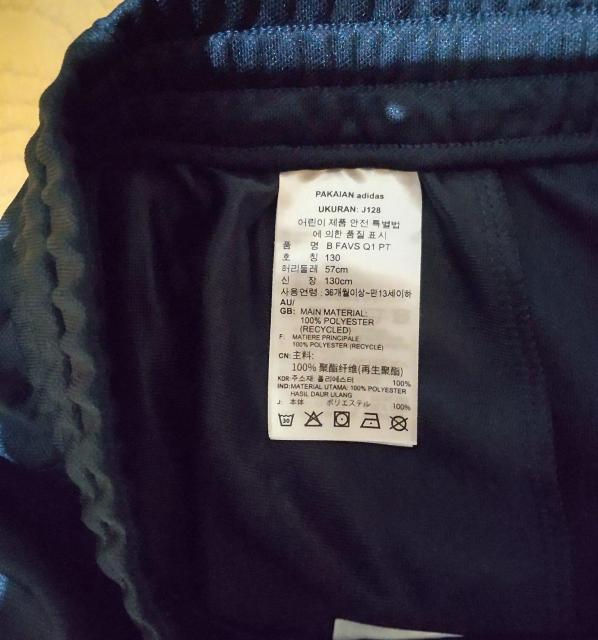 PAKAIAN adidas
UKURAN: J128
어린이 제품 안전 특별법
에 의한 품질 표시
품 명 B FAVS Q1 PT
호 칭 130
허리둘레 57cm
신 장 130cm
사용연령 : 36개월이상~만13세이하
AU/
GB: MAIN MATERIAL:
100% POLYESTER
(RECYCLED)
F: MATIERE PRINCIPALE:
100% POLYESTER (RECYCLÉ)
CN: 主料:
100% 聚酯纤维(再生聚酯)
KOR: 주소재: 폴리에스터 100%
IND: MATERIAL UTAMA: 100% POLYESTER
HASIL DAUR ULANG
J: 本体 ポリエステル 100%
30